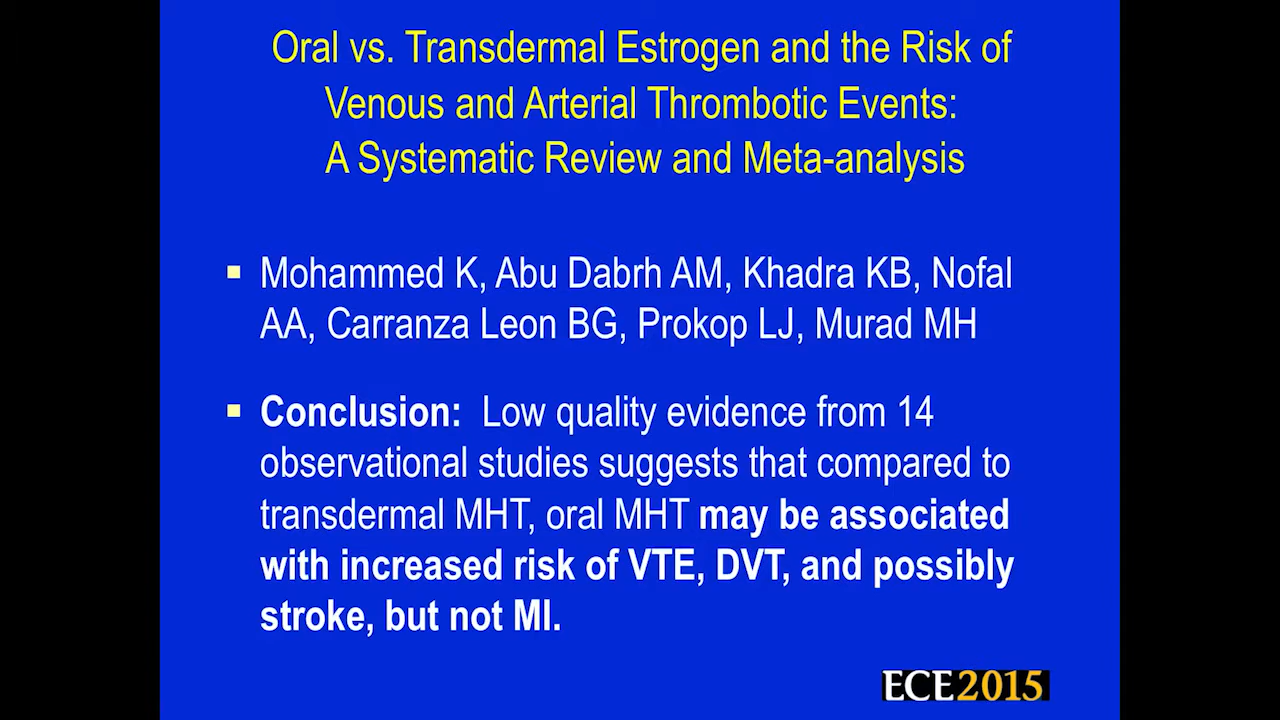 Oral vs. Transdermal Estrogen and the Risk of
Venous and Arterial Thrombotic Events:
A Systematic Review and Meta-analysis
▪ Mohammed K, Abu Dabrh AM, Khadra KB, Nofal
AA, Carranza Leon BG, Prokop LJ, Murad MH
▪ Conclusion: Low quality evidence from 14
observational studies suggests that compared to
transdermal MHT, oral MHT may be associated
with increased risk of VTE, DVT, and possibly
stroke, but not MI.
ECE2015